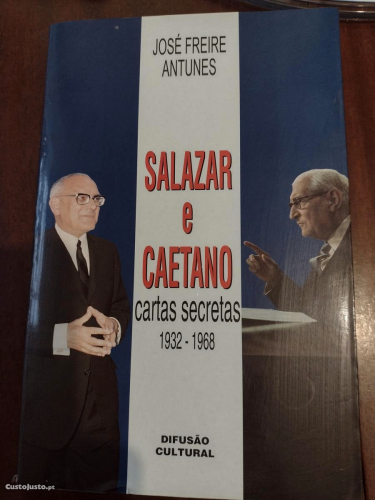 JOSÉ FREIRE
ANTUNES
SALAZAR
e
CAETANO
cartas secretas
1932 - 1968
DIFUSÃO
CULTURAL
CustoJusto.pt